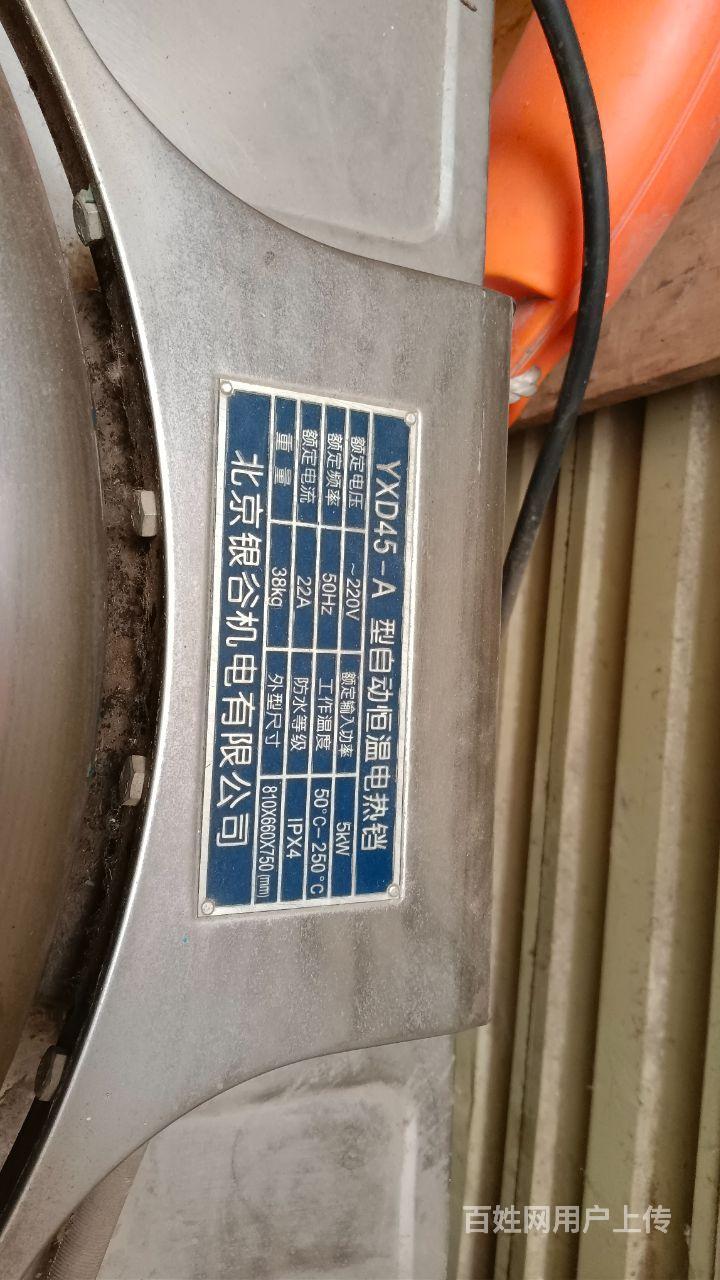 YXD45-A 型自动恒温电热铛
额定电压 ~220V 额定输入功率 5kW
额定频率 50Hz 工作温度 50°C-250°C
额定电流 22A 防水等级 IPX4
重量 38kg 外型尺寸 810X660X750(mm)
北京银谷机电有限公司
百姓网用户上传